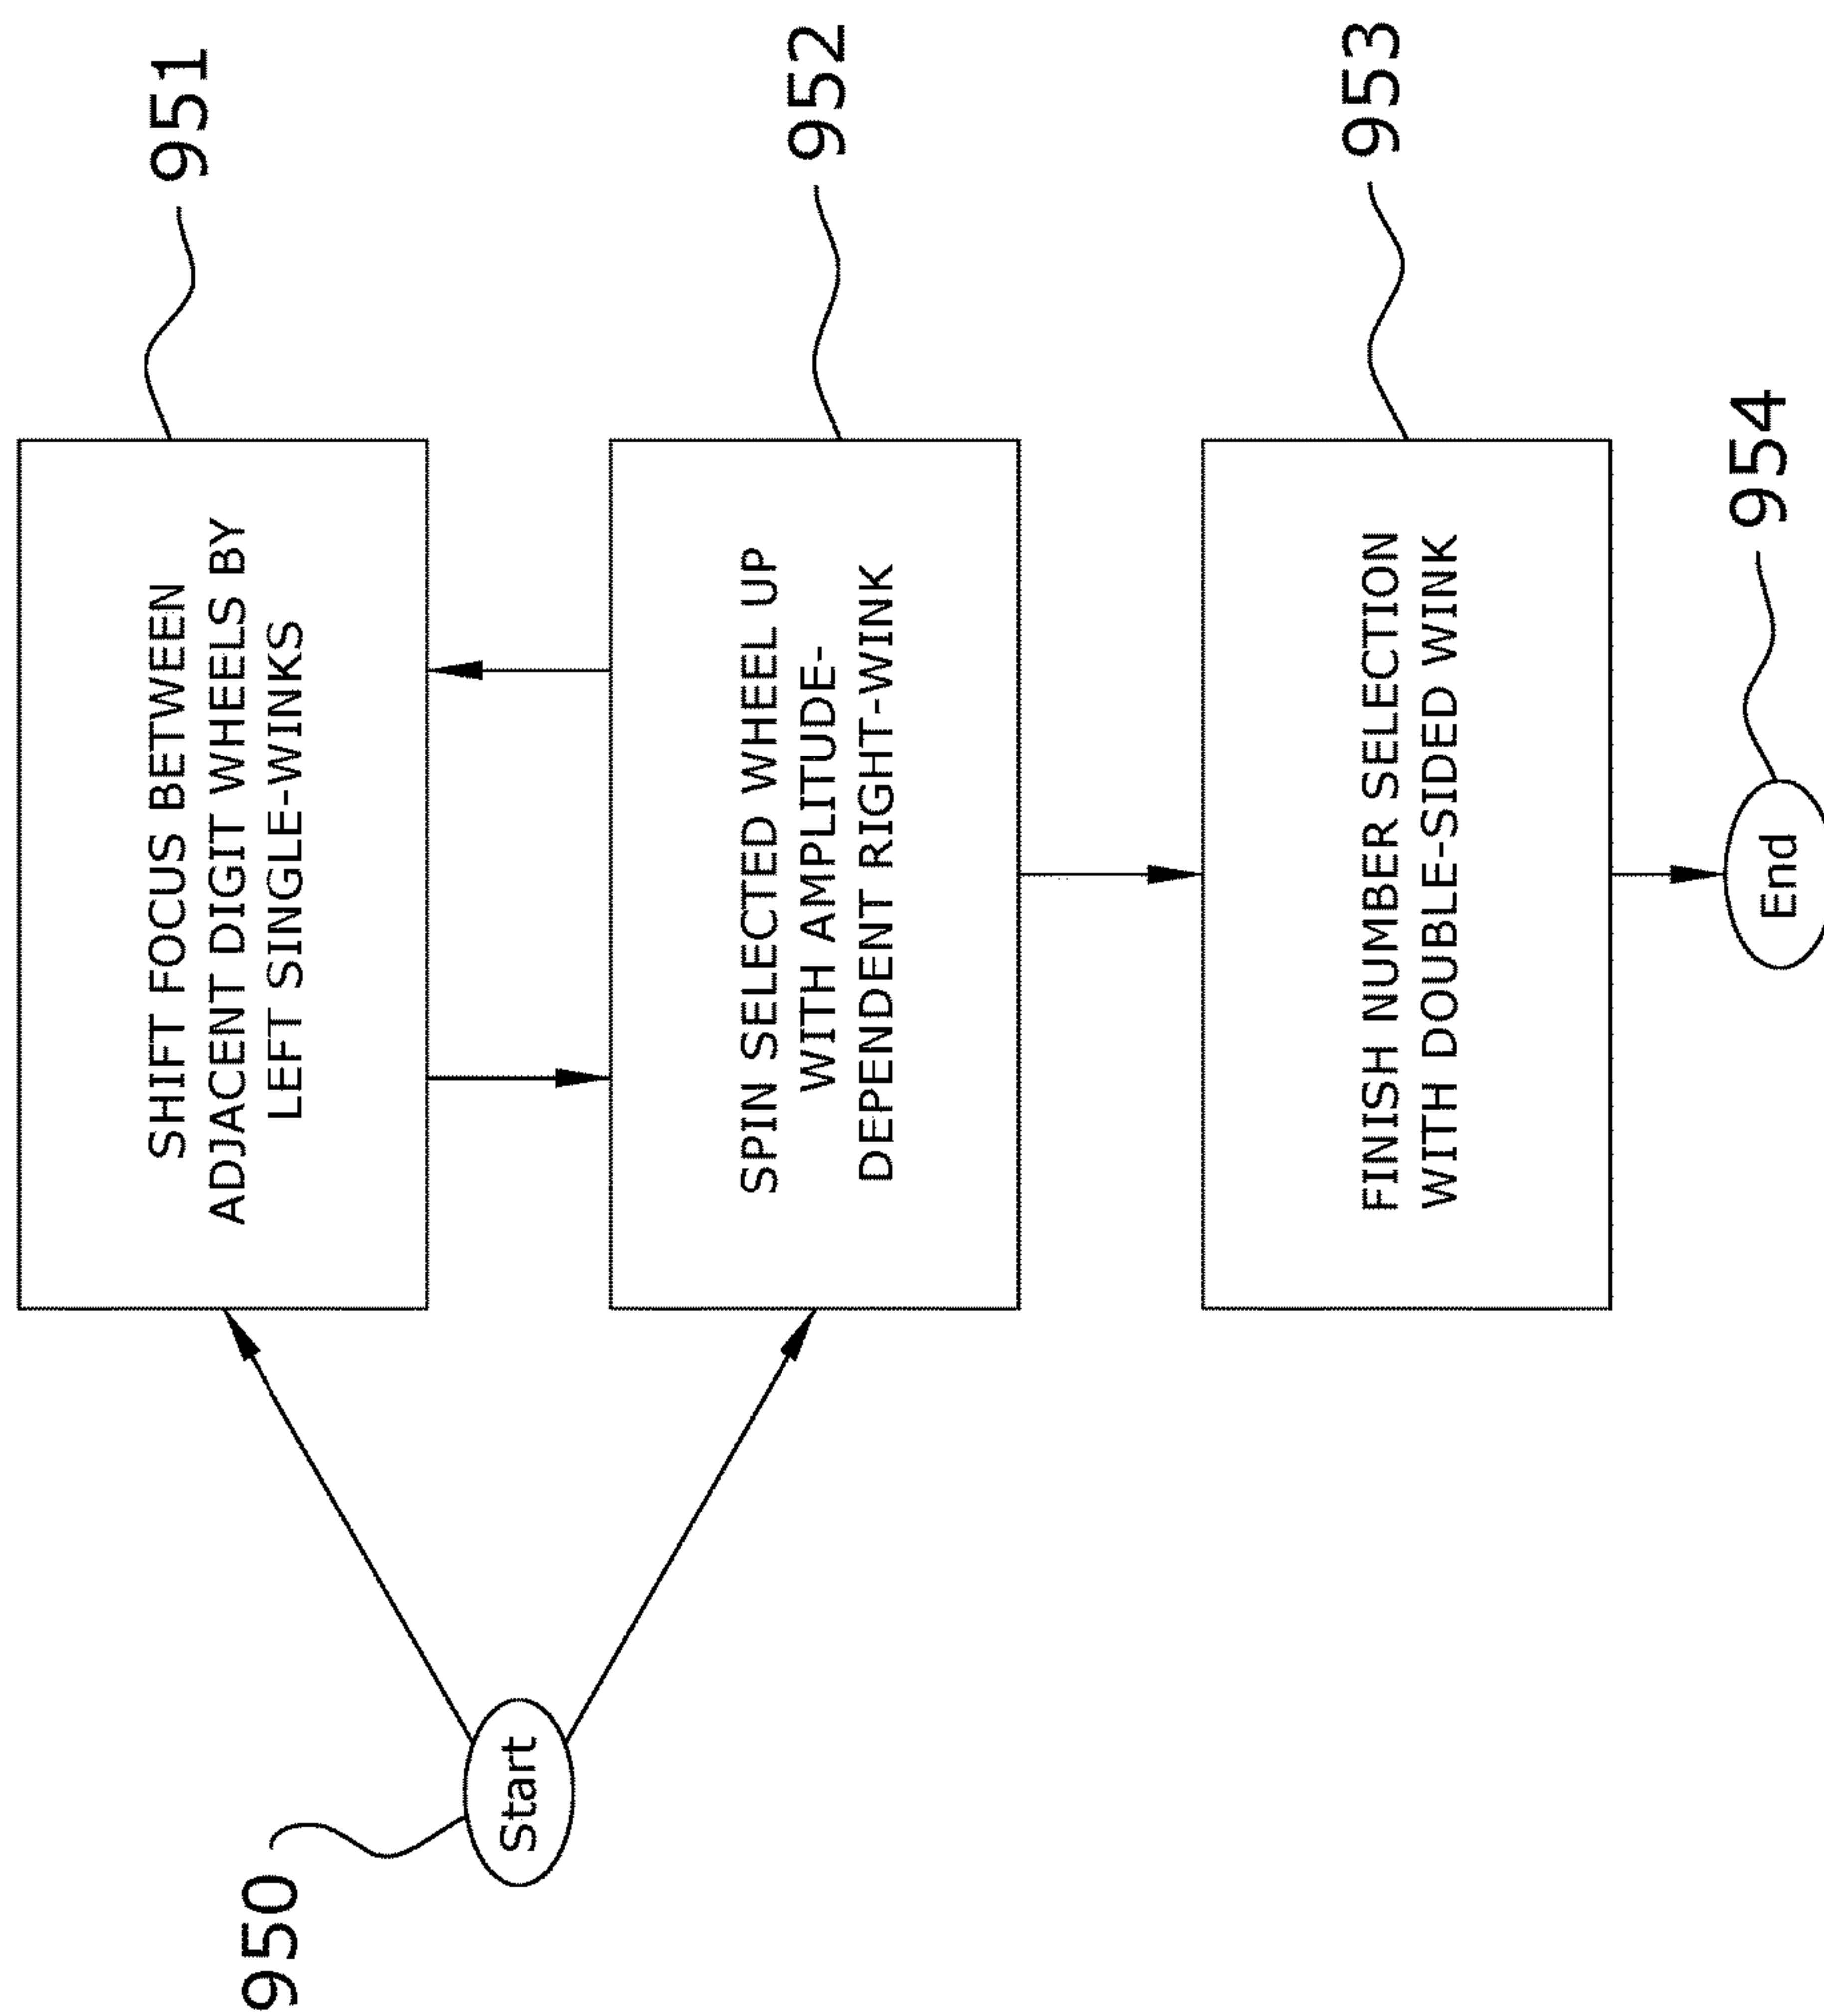 950
Start
SHIFT FOCUS BETWEEN
ADJACENT DIGIT WHEELS BY
LEFT SINGLE-WINKS
951
SPIN SELECTED WHEEL UP
WITH AMPLITUDE-
DEPENDENT RIGHT-WINK
952
FINISH NUMBER SELECTION
WITH DOUBLE-SIDED WINK
953
End
954